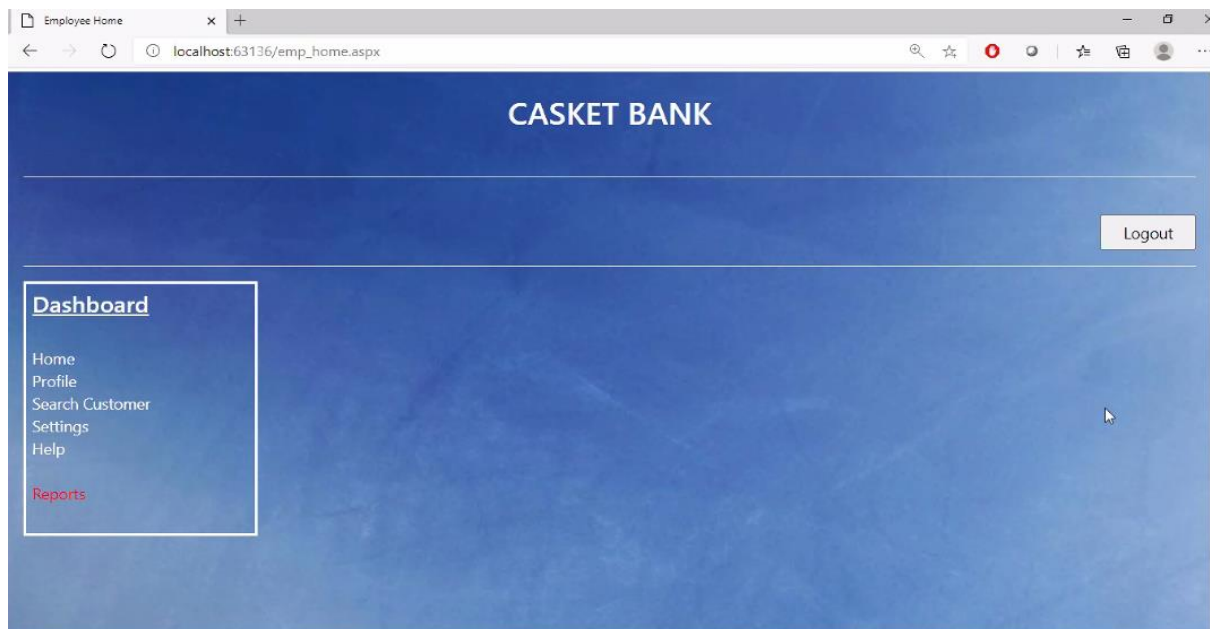 Employee Home
localhost:63136/emp_home.aspx
CASKET BANK
Logout
Dashboard
Home
Profile
Search Customer
Settings
Help
Reports